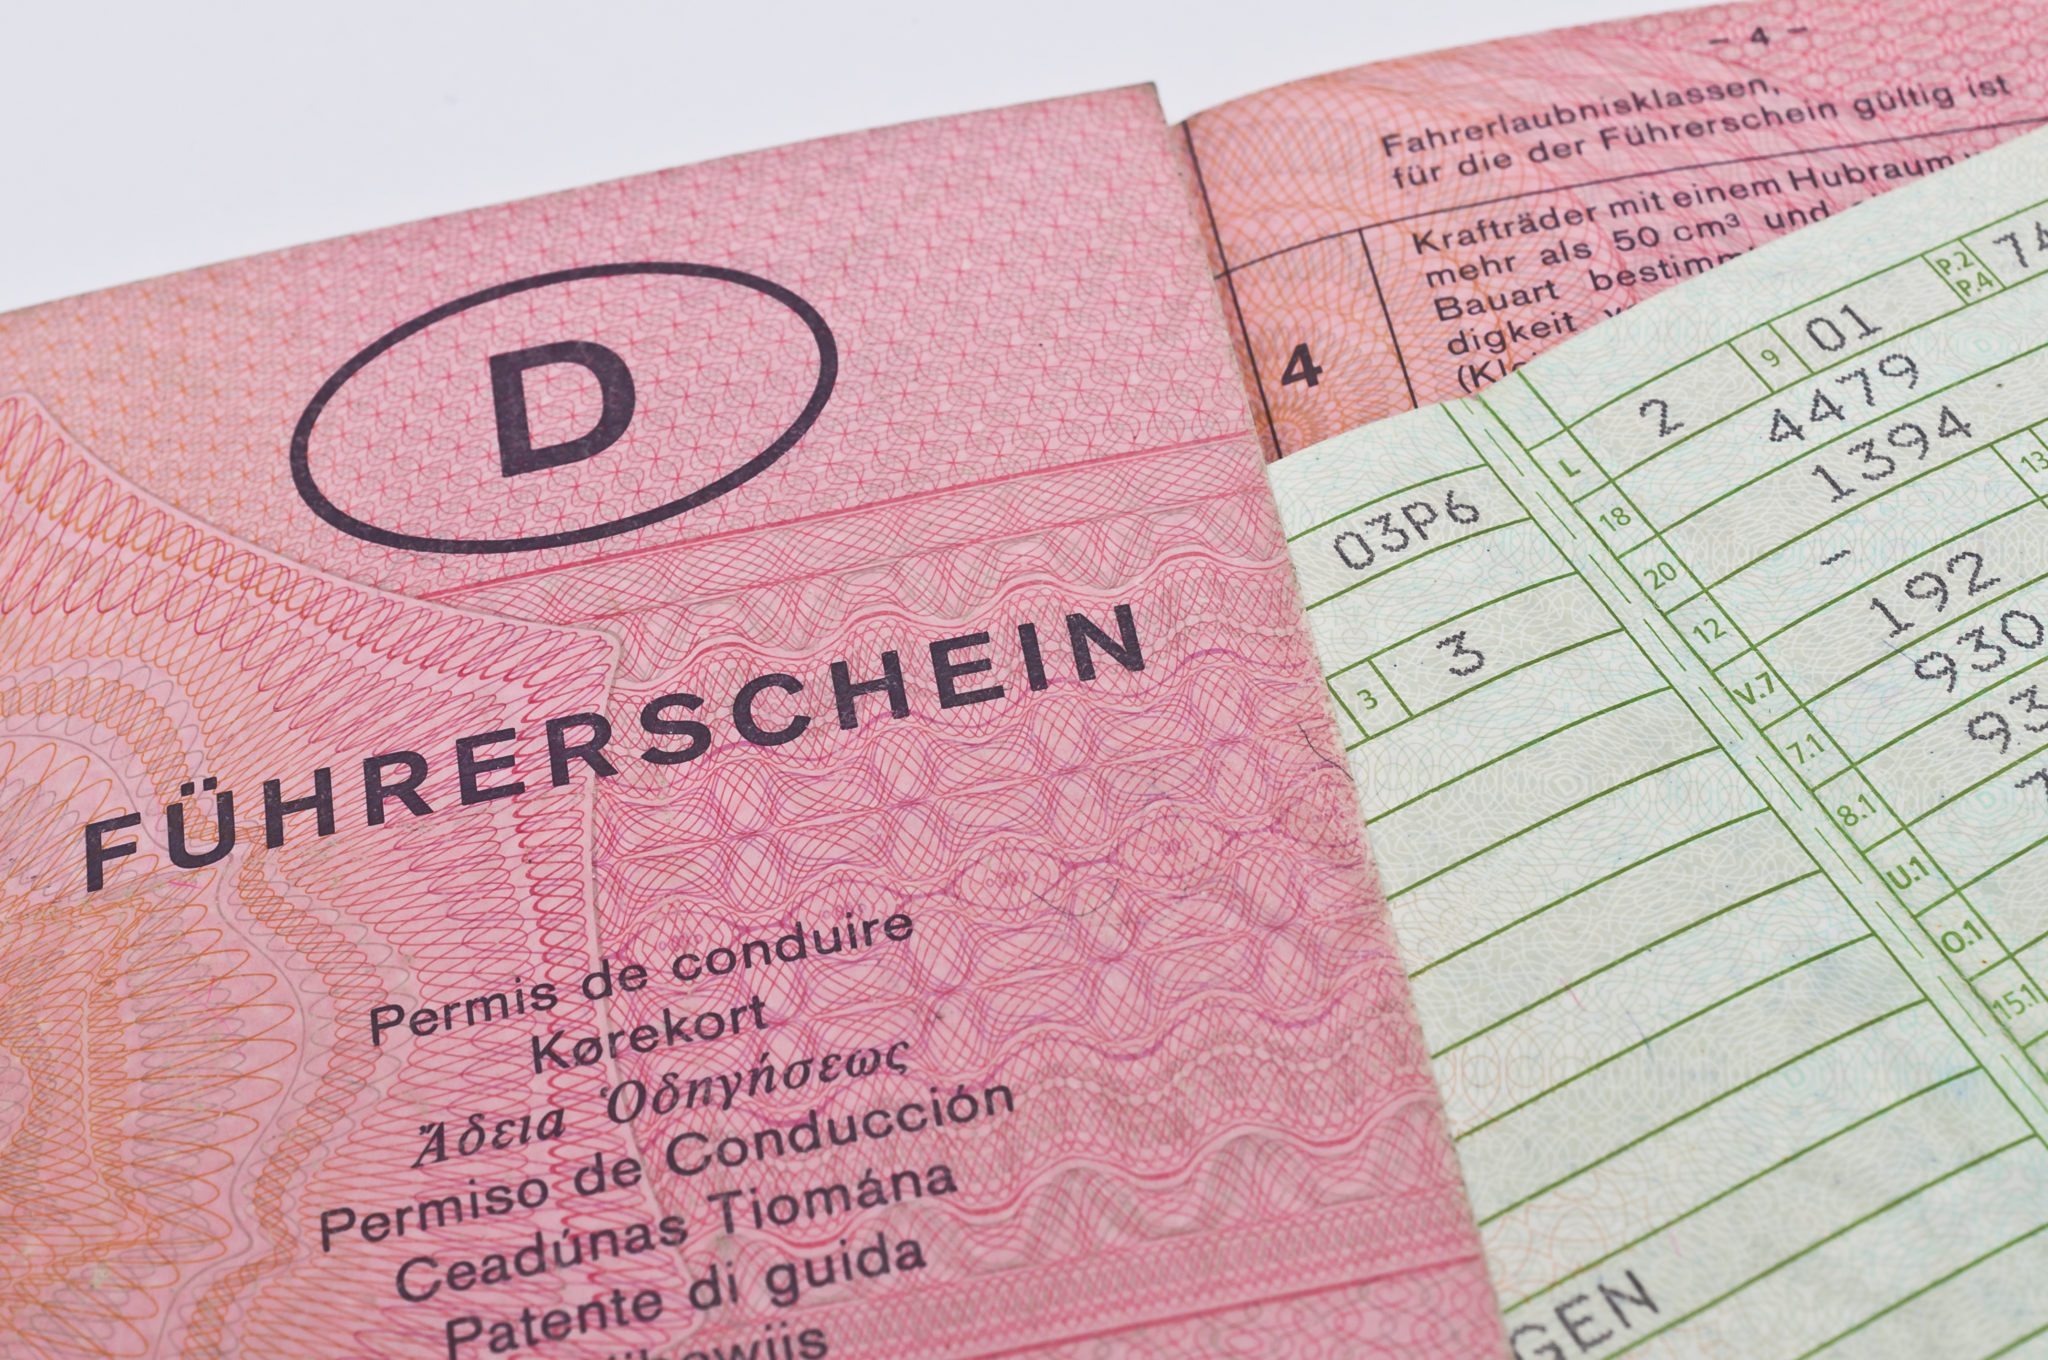 D
FÜHRERSCHEIN
Permis de conduire
Kørekort
Ἄδεια Ὁδηγήσεως
Permiso de Conducción
Ceadúnas Tiomána
Patente di guida
- 4 -
Fahrerlaubnisklassen,
für die der Führerschein gültig ist
4
Krafträder mit einem Hubraum
mehr als 50 cm³ und
Bauart
digkeit
P.2
P.4
9 01
2
L 4479
18 1394
20 -
13
12 192
V.7 930
7.1 93
8.1
U.1
O.1
15.1
03P6
3 3
GEN